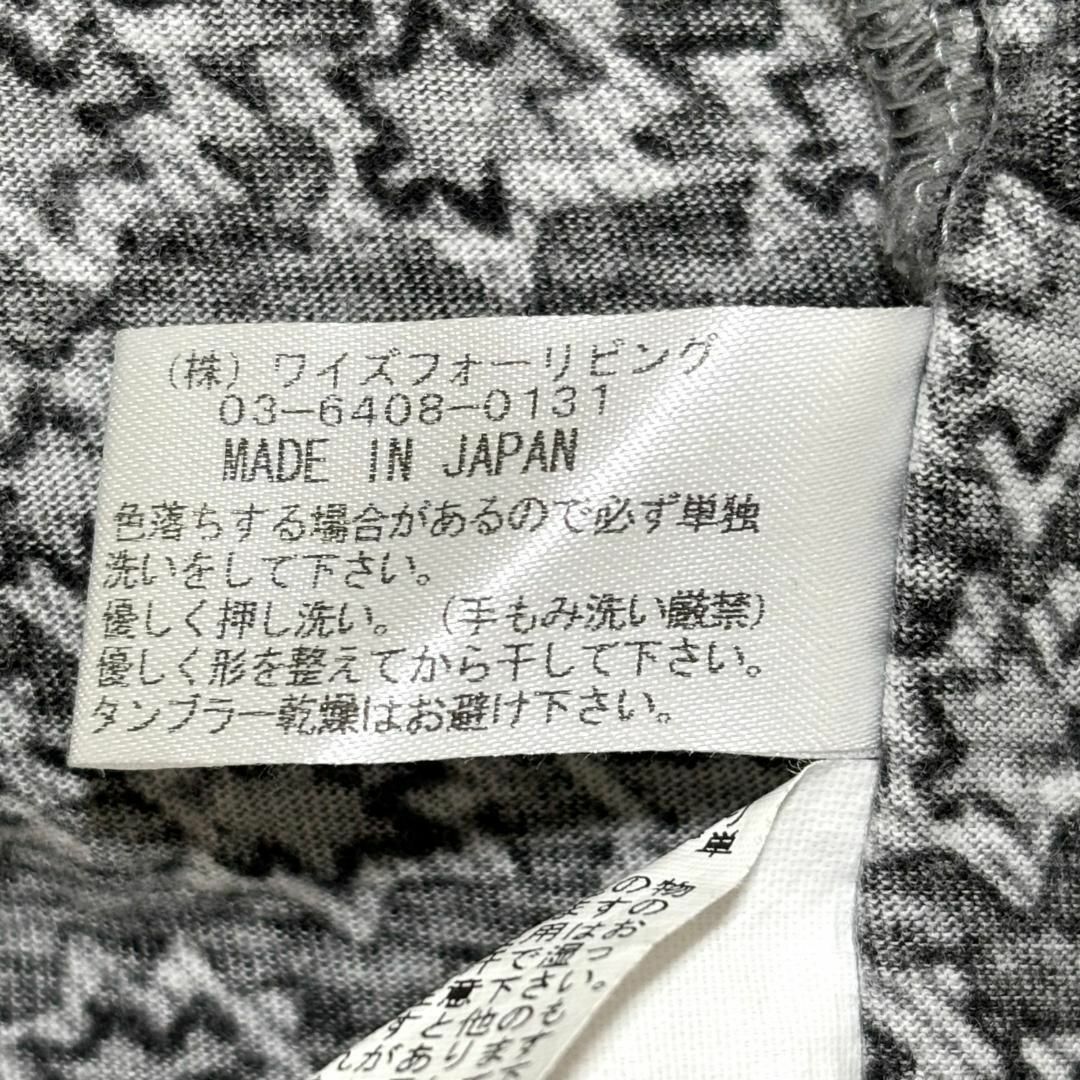 (株) ワイズフォーリビング
03-6408-0131
MADE IN JAPAN
色落ちする場合があるので必ず単独
洗いをして下さい。
優しく押し洗い。 (手もみ洗い厳禁)
優しく形を整えてから干して下さい。
タンブラー乾燥はお避け下さい。